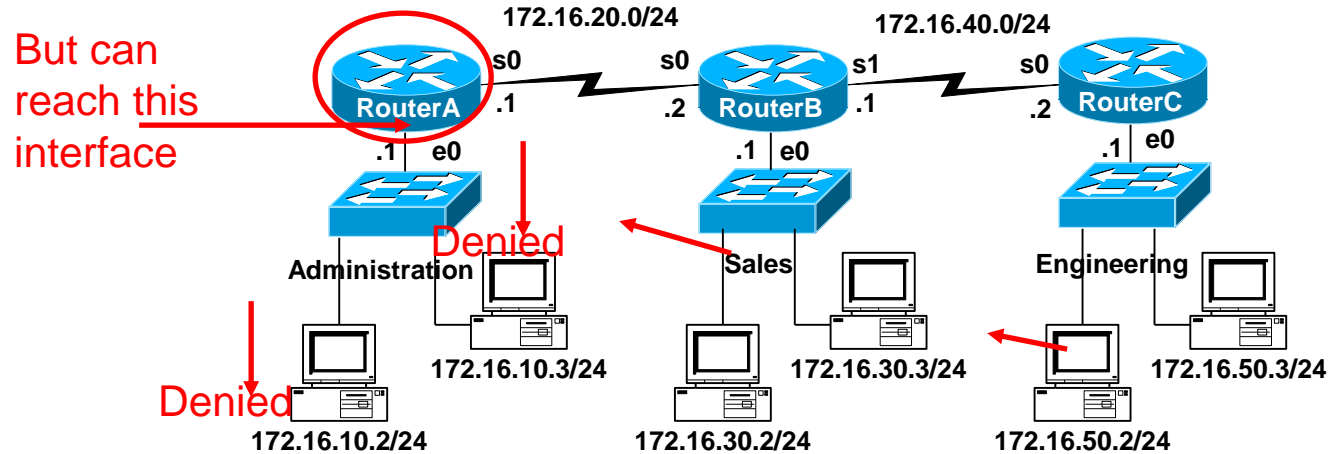 172.16.20.0/24
172.16.40.0/24
But can
reach this
interface
s0
s0
s1
s0
RouterA
RouterB
RouterC
.1
.2
.1
.2
.1
e0
.1
e0
.1
e0
Denied
Administration
Sales
Engineering
172.16.10.3/24
172.16.30.3/24
172.16.50.3/24
Denied
172.16.10.2/24
172.16.30.2/24
172.16.50.2/24